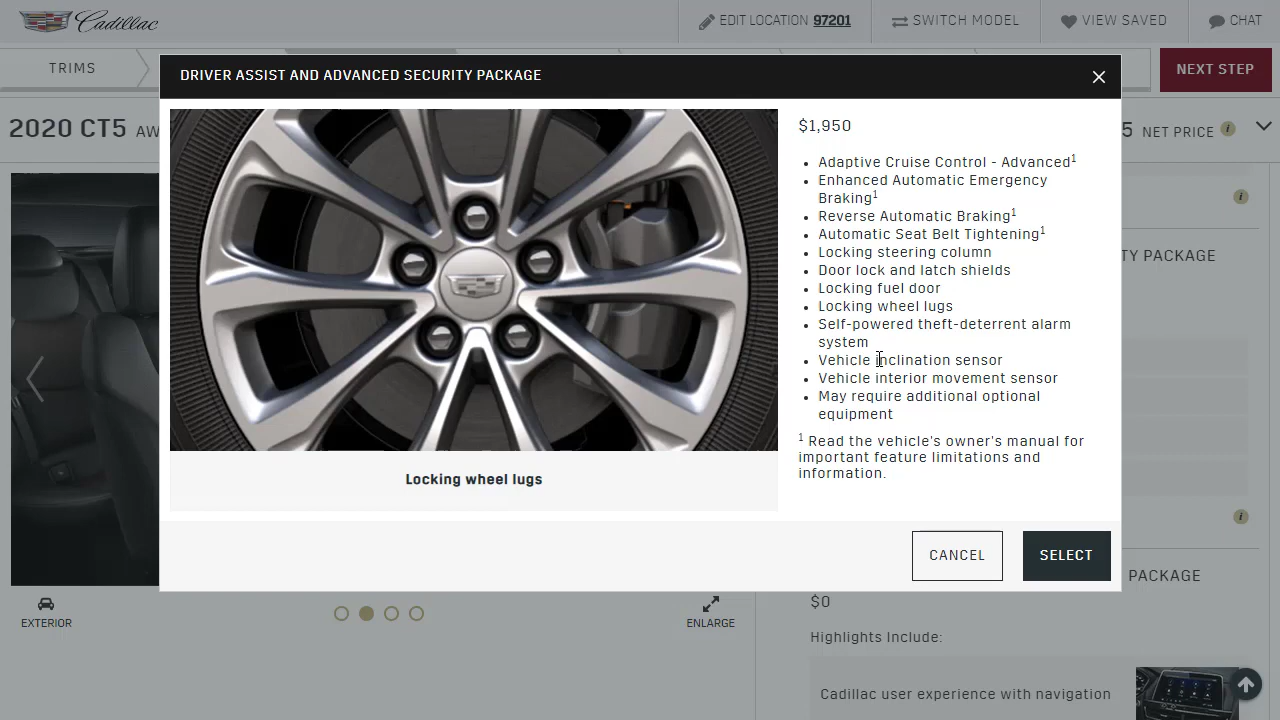 Cadillac
EDIT LOCATION 97201
SWITCH MODEL
VIEW SAVED
CHAT
TRIMS
NEXT STEP
2020 CT5 AW
5 NET PRICE
DRIVER ASSIST AND ADVANCED SECURITY PACKAGE
$1,950
Adaptive Cruise Control - Advanced1
Enhanced Automatic Emergency
Braking1
Reverse Automatic Braking1
Automatic Seat Belt Tightening1
Locking steering column
Door lock and latch shields
Locking fuel door
Locking wheel lugs
Self-powered theft-deterrent alarm
system
Vehicle inclination sensor
Vehicle interior movement sensor
May require additional optional
equipment
1 Read the vehicle's owner's manual for
important feature limitations and
information.
Locking wheel lugs
CANCEL
SELECT
TY PACKAGE
PACKAGE
$0
Highlights Include:
Cadillac user experience with navigation
EXTERIOR
ENLARGE